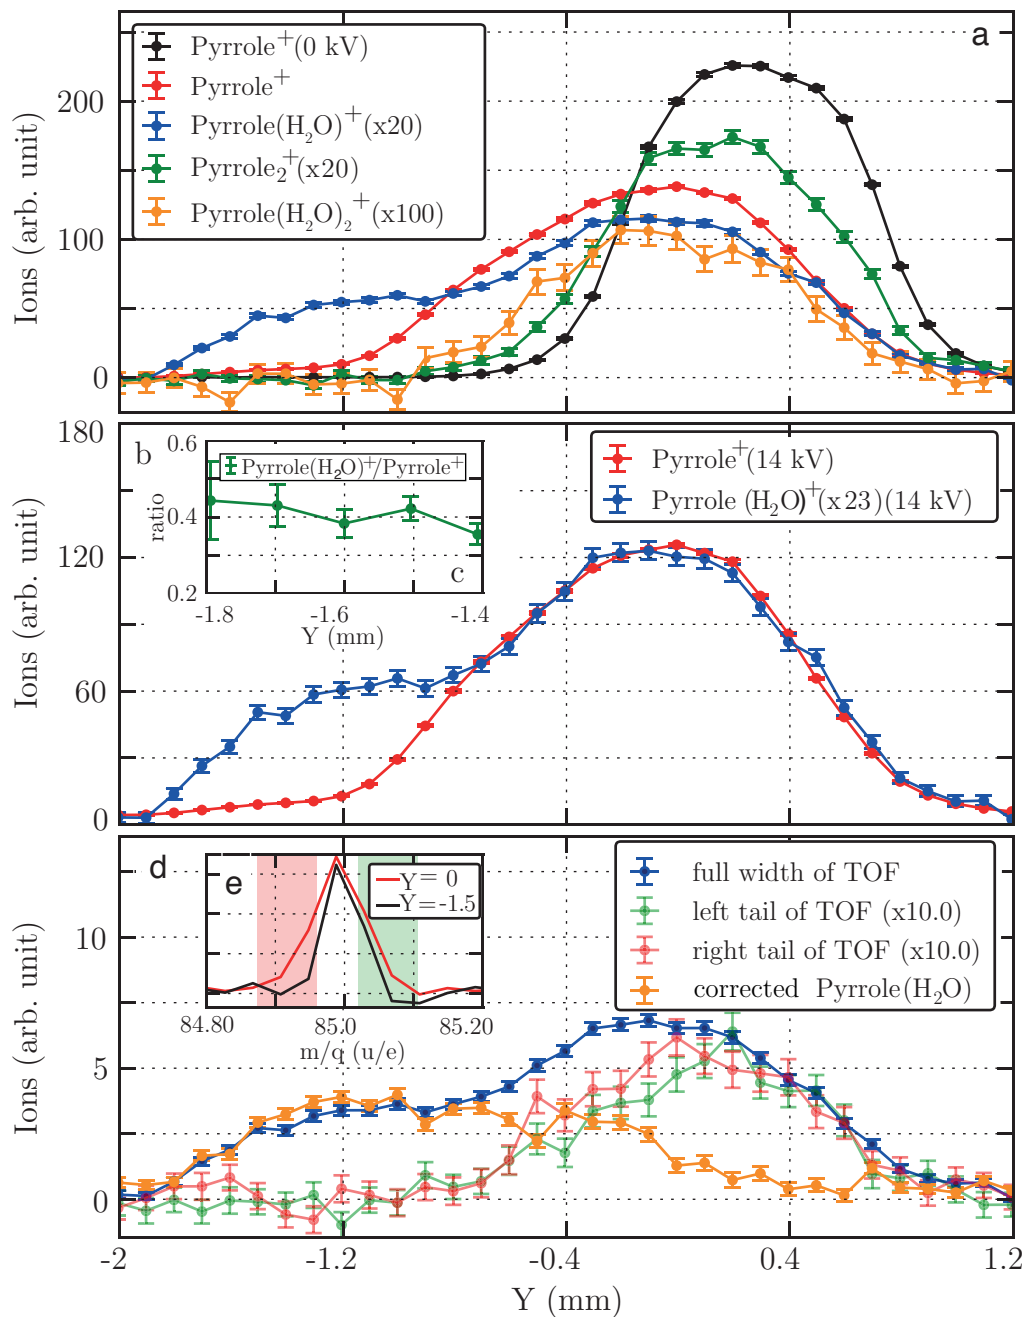 a
Pyrrole⁺(0 kV)
Pyrrole⁺
Pyrrole(H₂O)⁺(x20)
Pyrrole₂⁺(x20)
Pyrrole(H₂O)₂⁺(x100)
Ions (arb. unit)
200
100
0
b
Pyrrole⁺(14 kV)
Pyrrole (H₂O)⁺(x23)(14 kV)
Ions (arb. unit)
180
120
60
0
c
Pyrrole(H₂O)⁺/Pyrrole⁺
ratio
0.6
0.4
0.2
-1.8
-1.6
-1.4
Y (mm)
d
full width of TOF
left tail of TOF (x10.0)
right tail of TOF (x10.0)
corrected Pyrrole(H₂O)
Ions (arb. unit)
10
5
0
e
Y= 0
Y=-1.5
84.80
85.0
85.20
m/q (u/e)
-2
-1.2
-0.4
0.4
1.2
Y (mm)